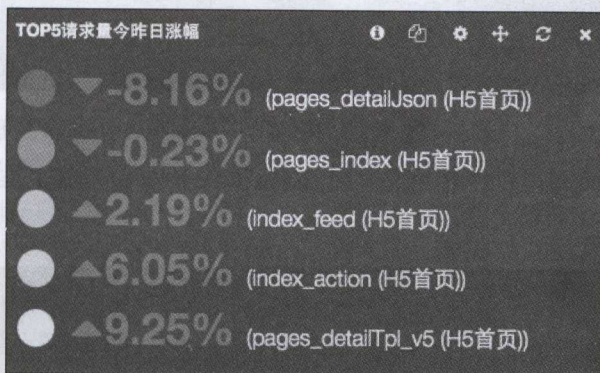 TOP5请求量今昨日涨幅
▼-8.16% (pages_detailJson (H5首页))
▼-0.23% (pages_index (H5首页))
▲2.19% (index_feed (H5首页))
▲6.05% (index_action (H5首页))
▲9.25% (pages_detailTpl_v5 (H5首页))